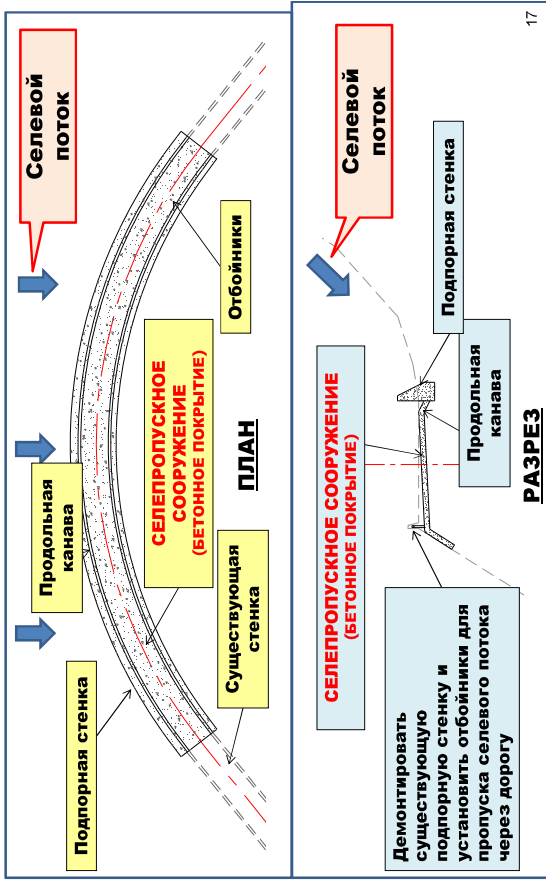 Селевой
поток
Продольная
канава
Подпорная стенка
Отбойники
СЕЛЕПРОПУСКНОЕ
СООРУЖЕНИЕ
(БЕТОННОЕ ПОКРЫТИЕ)
Существующая
стенка
ПЛАН
Селевой
поток
СЕЛЕПРОПУСКНОЕ СООРУЖЕНИЕ
(БЕТОННОЕ ПОКРЫТИЕ)
Подпорная стенка
Продольная
канава
Демонтировать
существующую
подпорную стенку и
установить отбойники для
пропуска селевого потока
через дорогу
РАЗРЕЗ
17